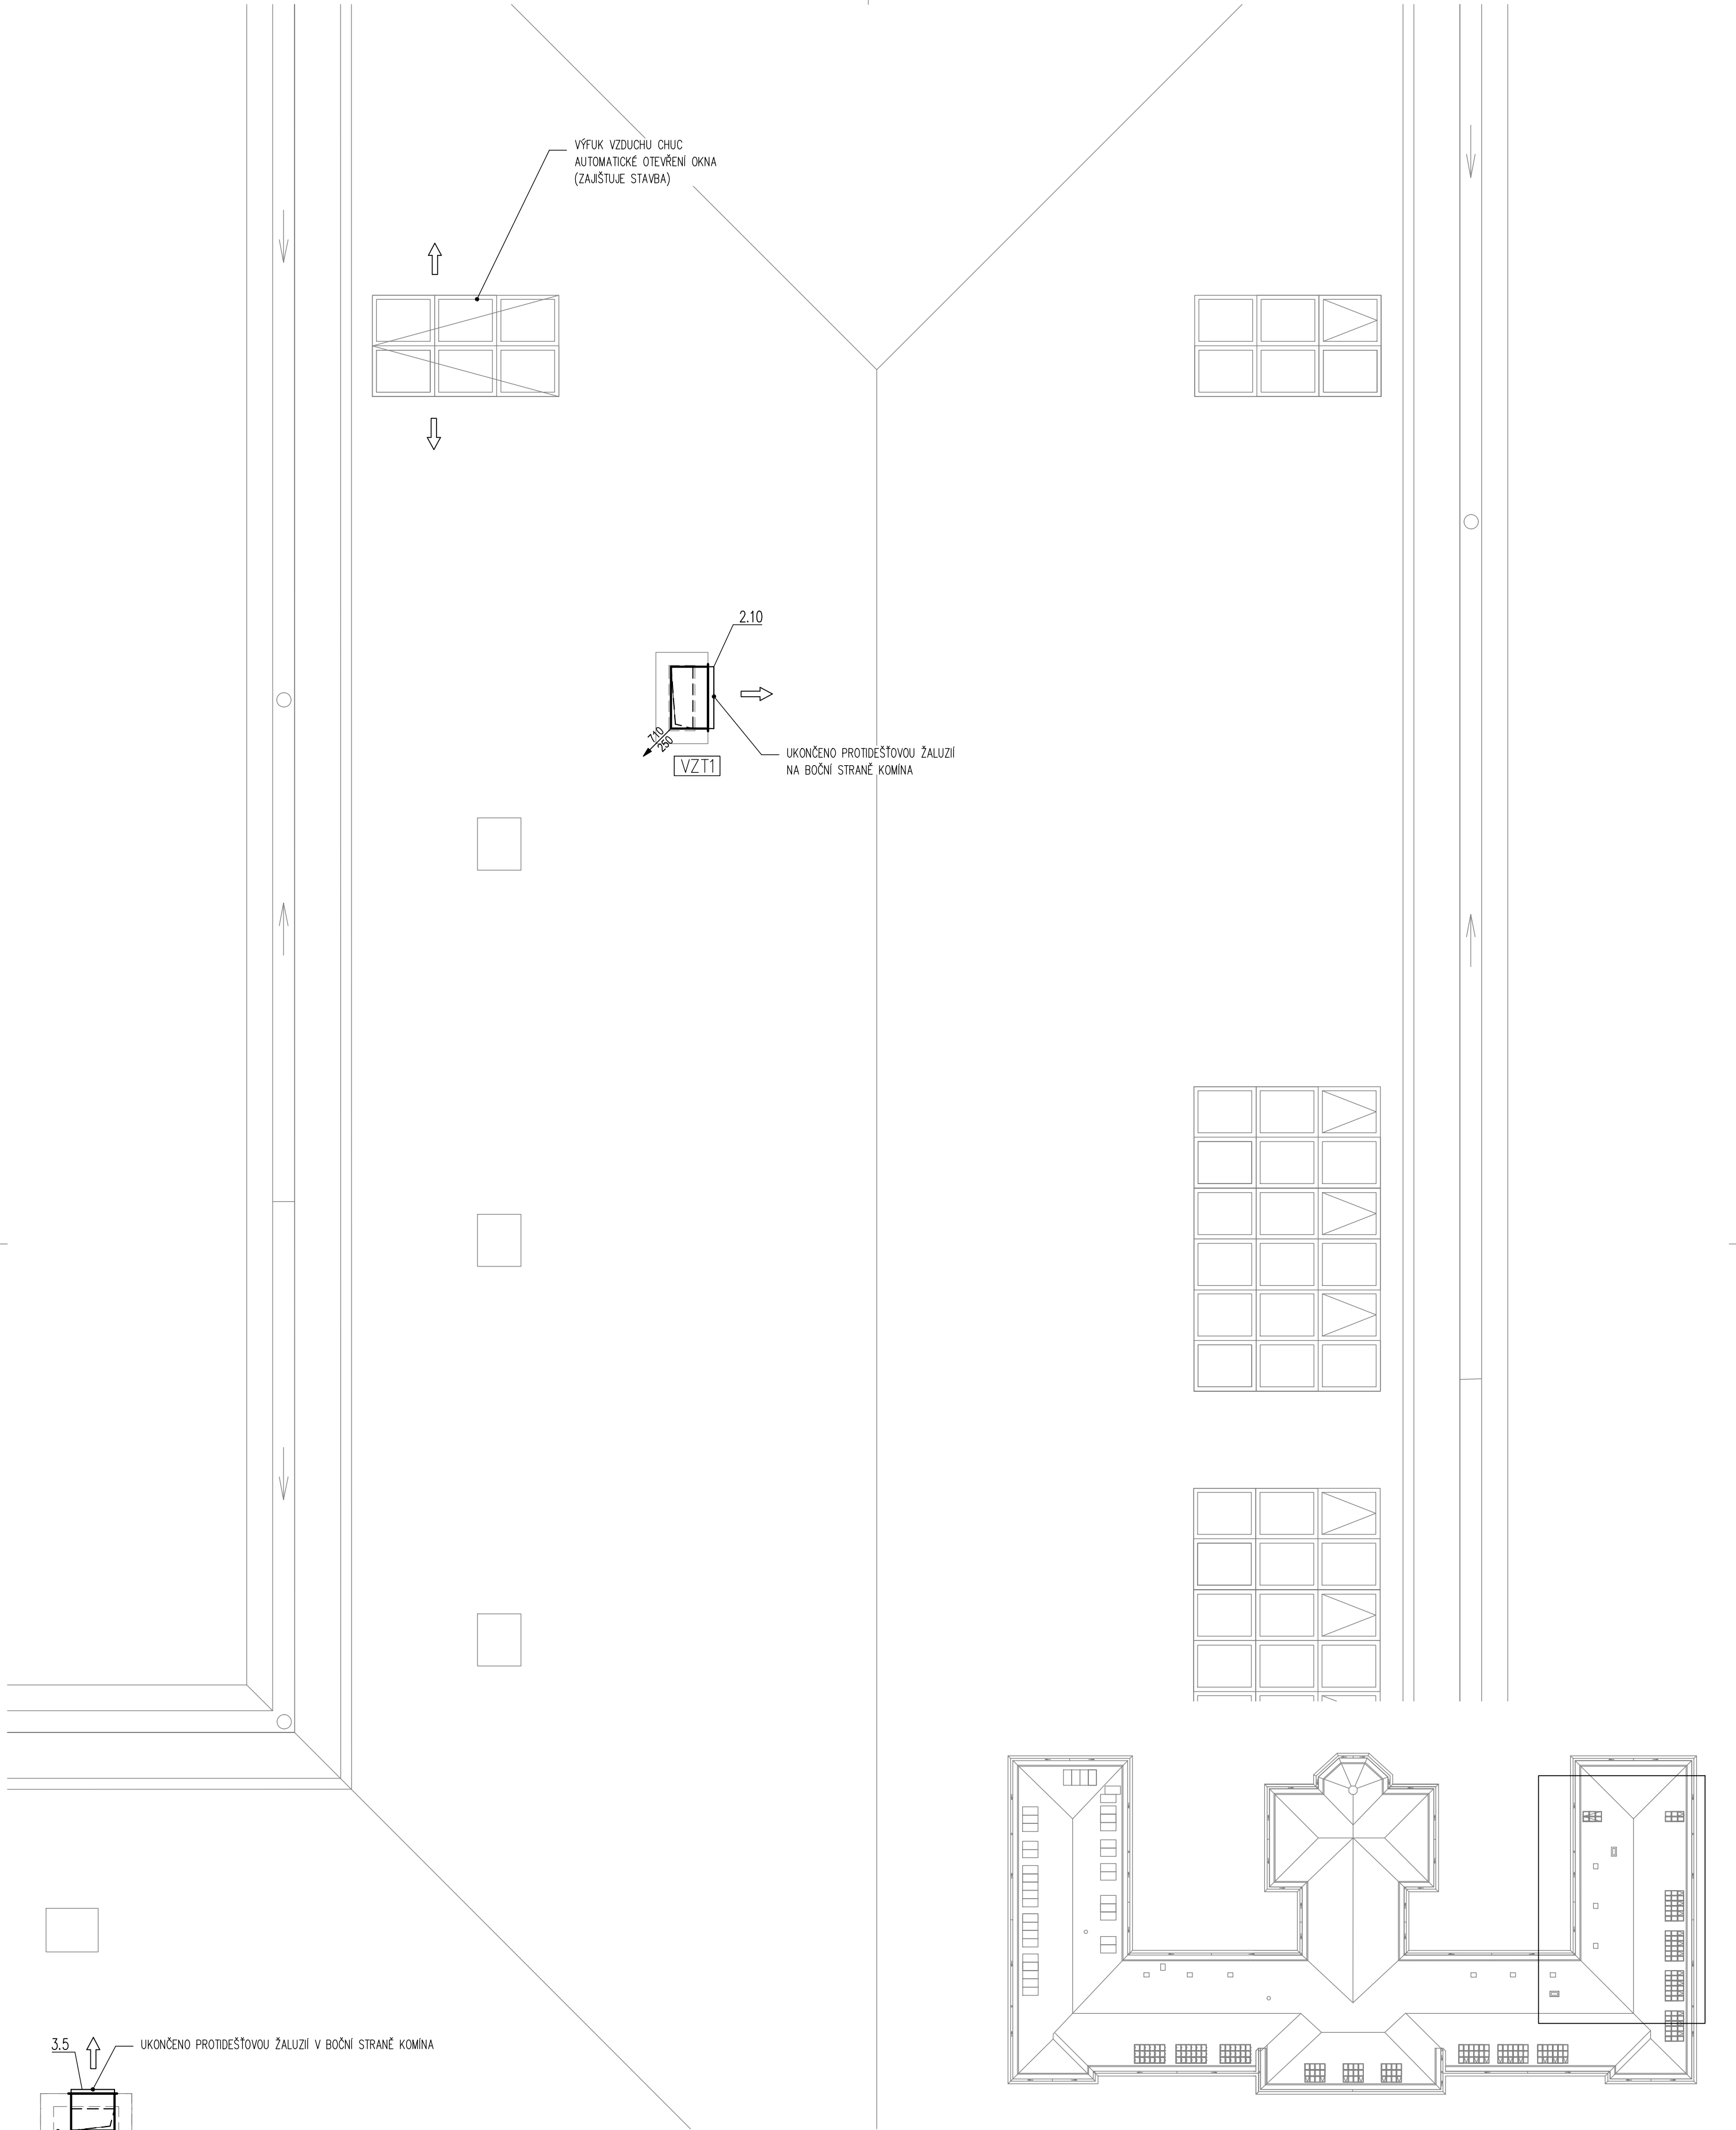 VÝFUK VZDUCHU CHUC
AUTOMATICKÉ OTEVŘENÍ OKNA
(ZAJIŠTUJE STAVBA)
2.10
710
250
VZT1
UKONČENO PROTIDEŠŤOVOU ŽALUZIÍ
NA BOČNÍ STRANĚ KOMÍNA
3.5
UKONČENO PROTIDEŠŤOVOU ŽALUZIÍ V BOČNÍ STRANĚ KOMÍNA